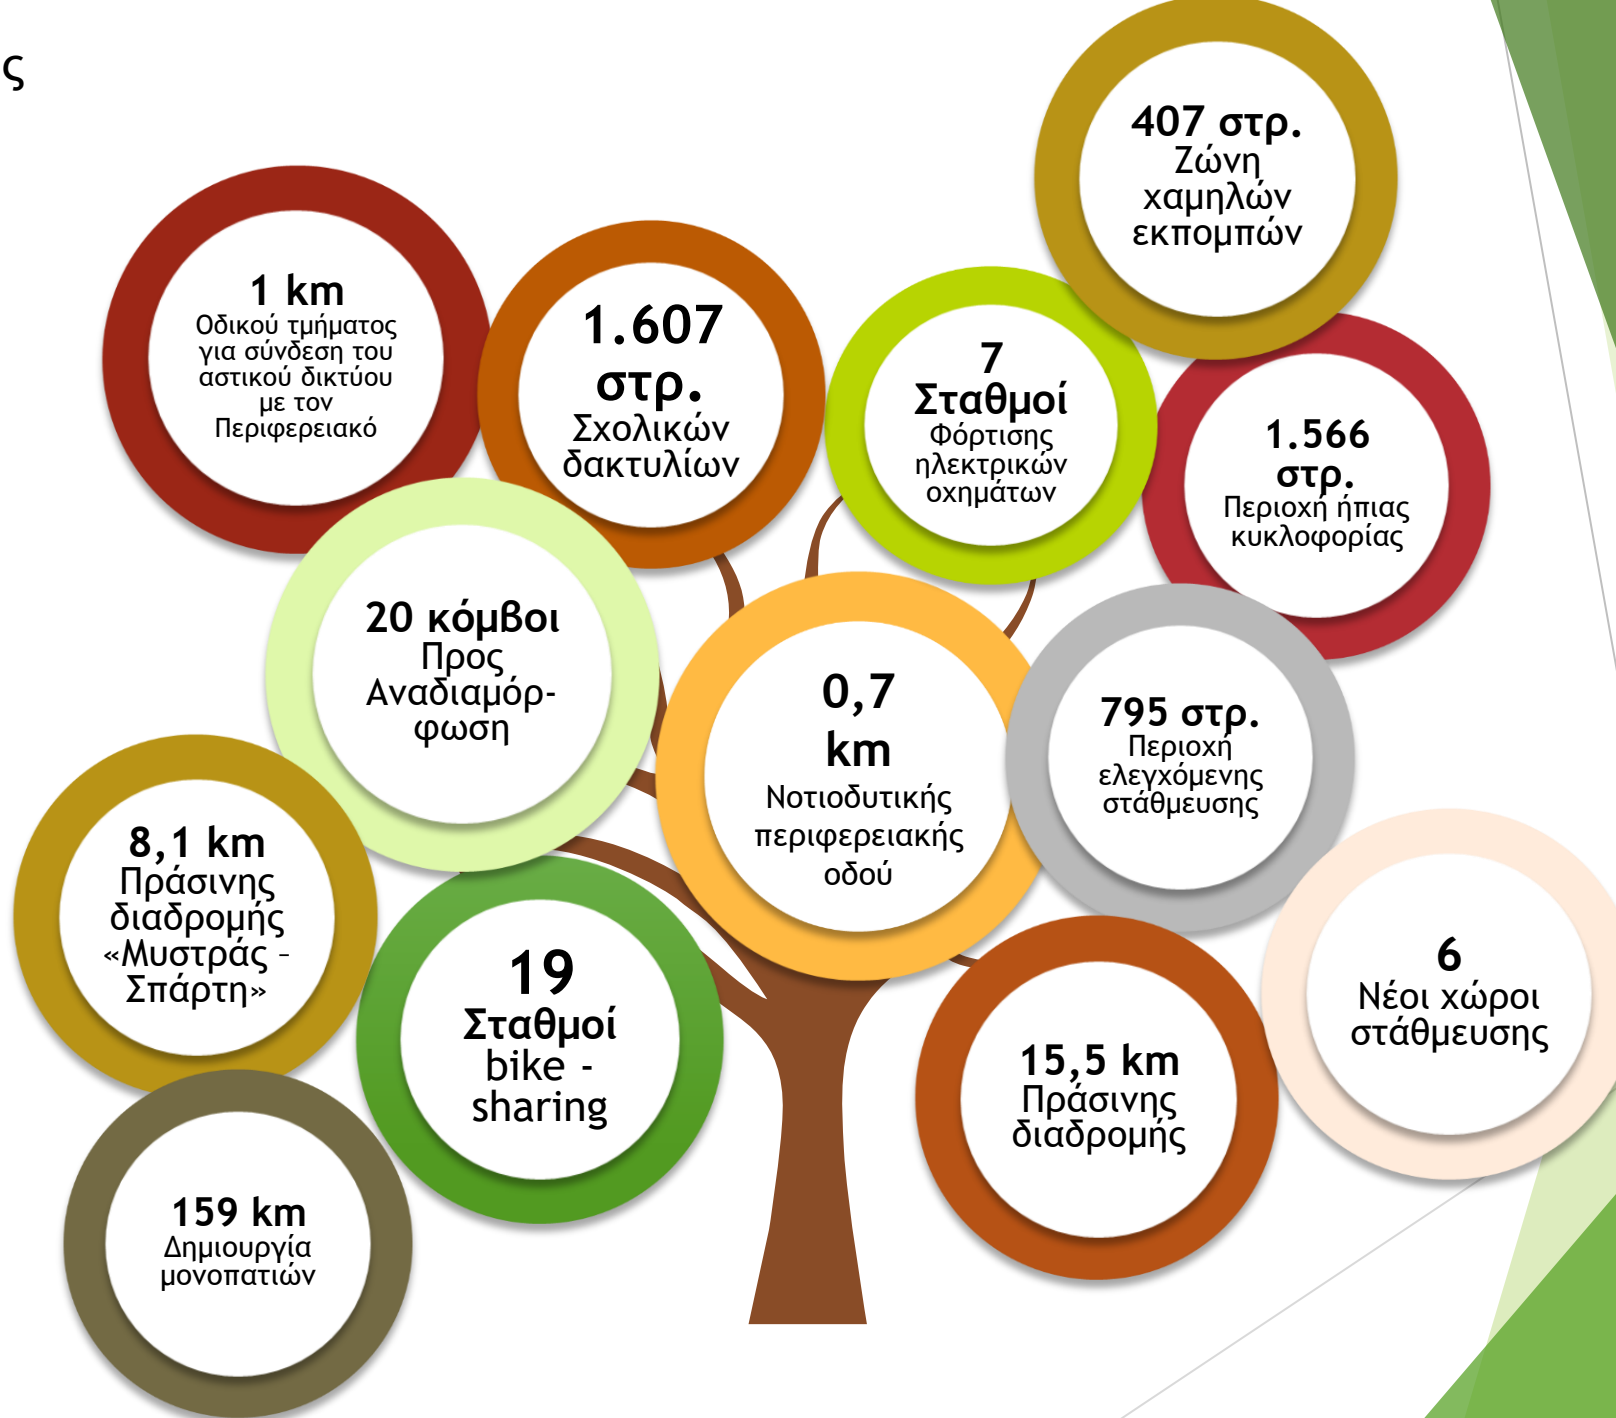 ς
407 στρ.
Ζώνη
χαμηλών
εκπομπών
1 km
Οδικού τμήματος
για σύνδεση του
αστικού δικτύου
με τον
Περιφερειακό
1.607
στρ.
Σχολικών
δακτυλίων
7
Σταθμοί
Φόρτισης
ηλεκτρικών
οχημάτων
1.566
στρ.
Περιοχή ήπιας
κυκλοφορίας
20 κόμβοι
Προς
Αναδιαμόρ-
φωση
0,7
km
Νοτιοδυτικής
περιφερειακής
οδού
795 στρ.
Περιοχή
ελεγχόμενης
στάθμευσης
8,1 km
Πράσινης
διαδρομής
«Μυστράς –
Σπάρτη»
19
Σταθμοί
bike -
sharing
6
Νέοι χώροι
στάθμευσης
15,5 km
Πράσινης
διαδρομής
159 km
Δημιουργία
μονοπατιών